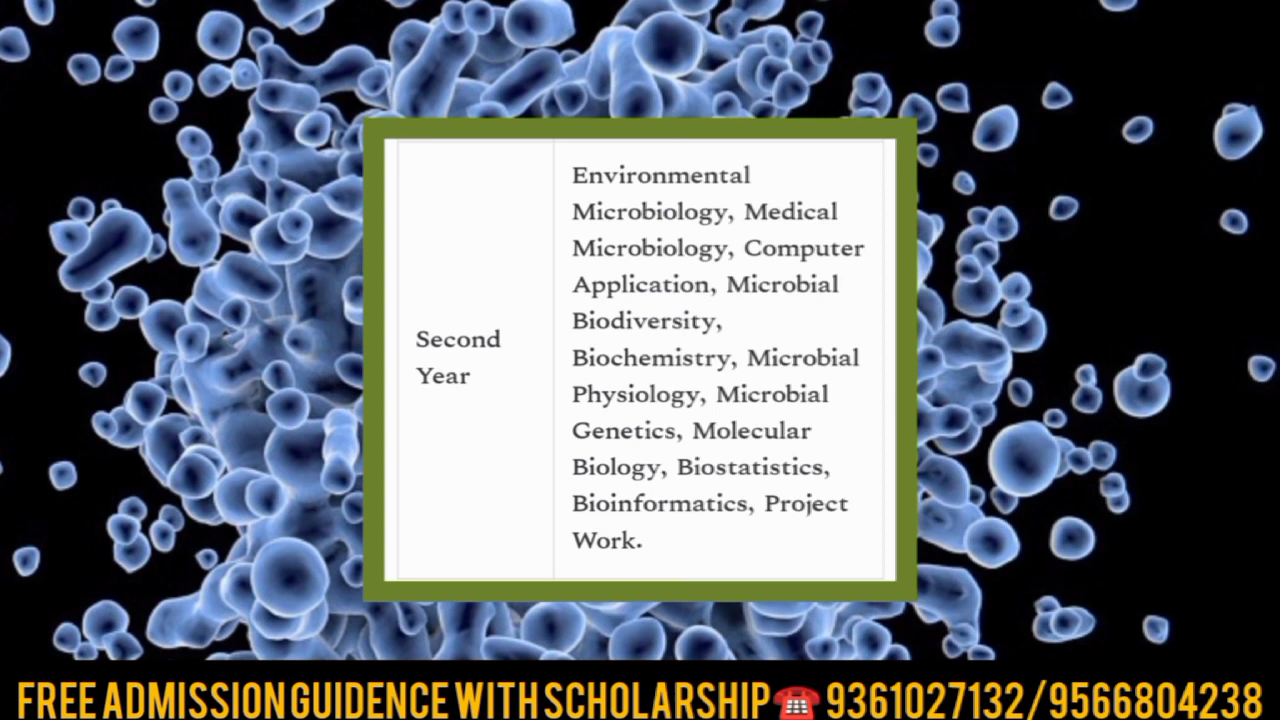 Second
Year
Environmental
Microbiology, Medical
Microbiology, Computer
Application, Microbial
Biodiversity,
Biochemistry, Microbial
Physiology, Microbial
Genetics, Molecular
Biology, Biostatistics,
Bioinformatics, Project
Work.
FREE ADMISSION GUIDENCE WITH SCHOLARSHIP☎️ 9361027132/9566804238